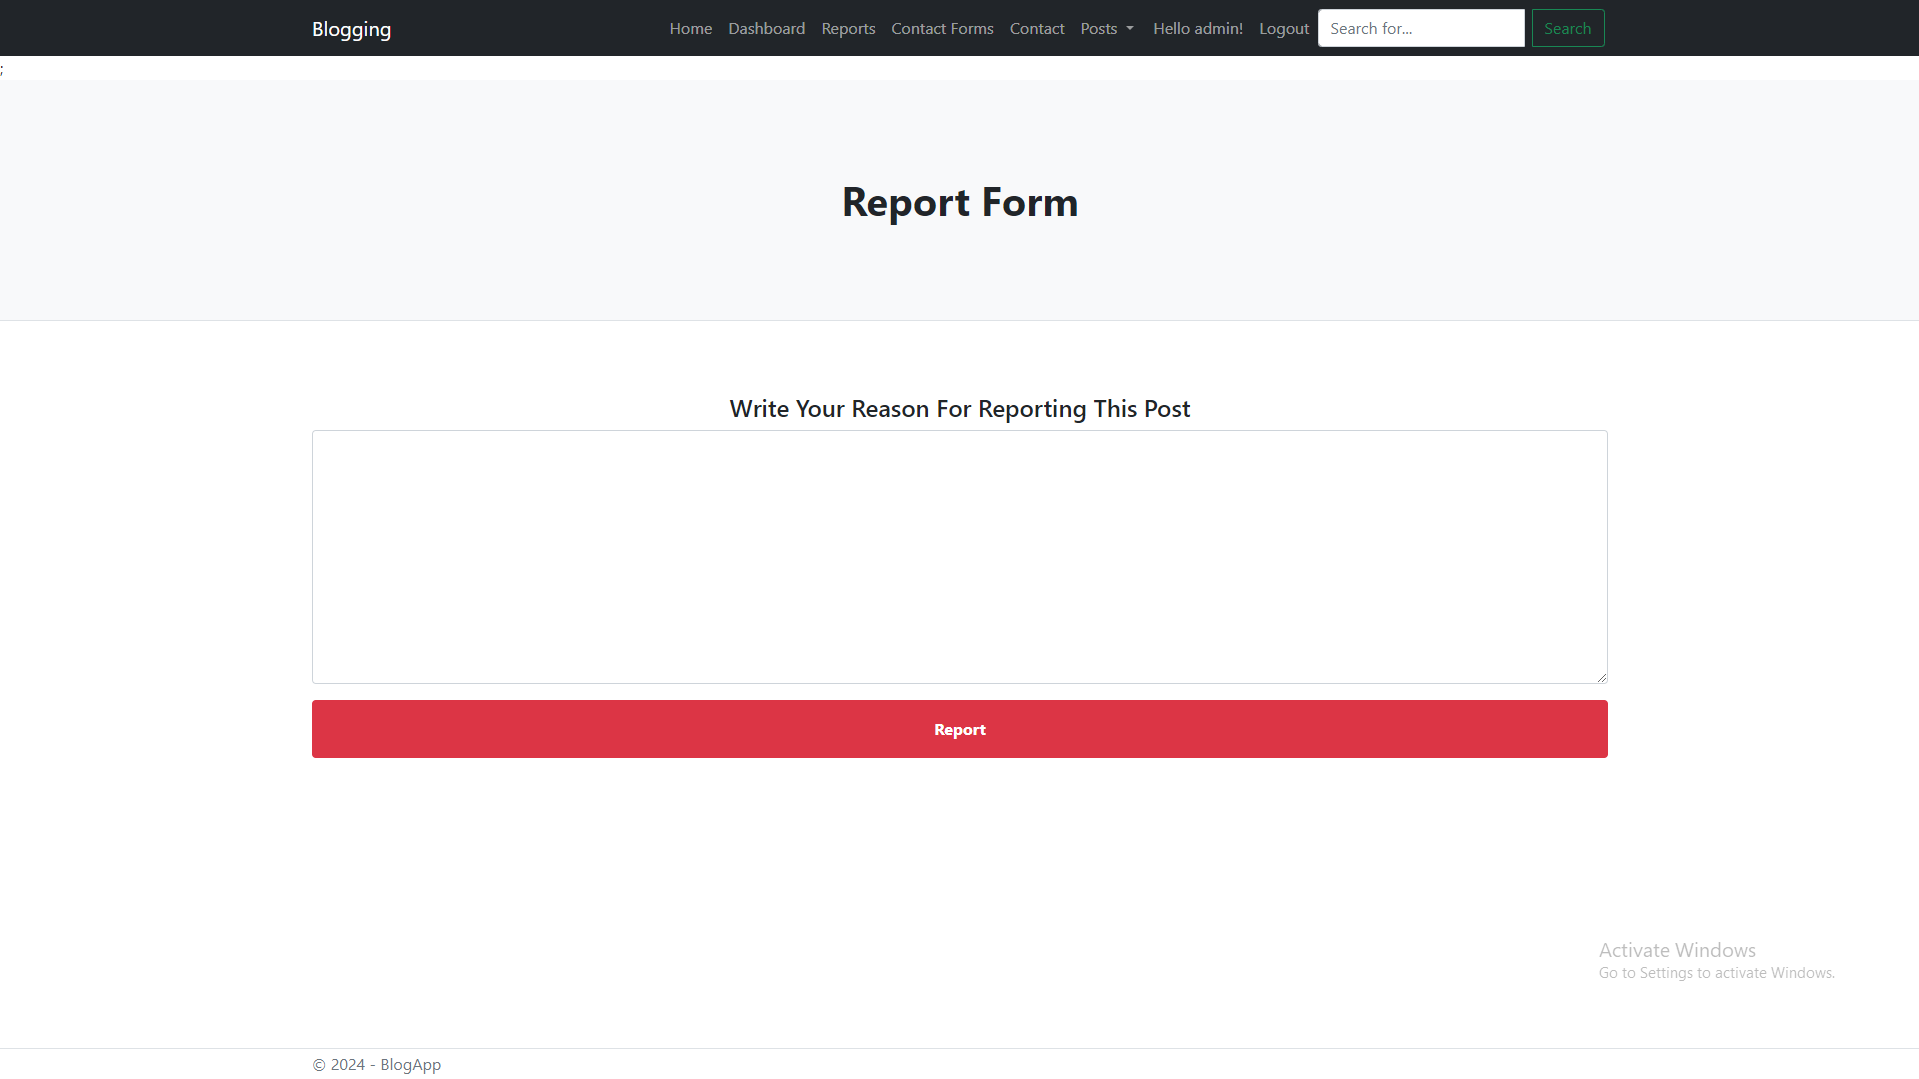 Blogging Home Dashboard Reports Contact Forms Contact Posts Hello admin! Logout Search for... Search
;
Report Form
Write Your Reason For Reporting This Post
Report
Activate Windows
Go to Settings to activate Windows.
© 2024 - BlogApp